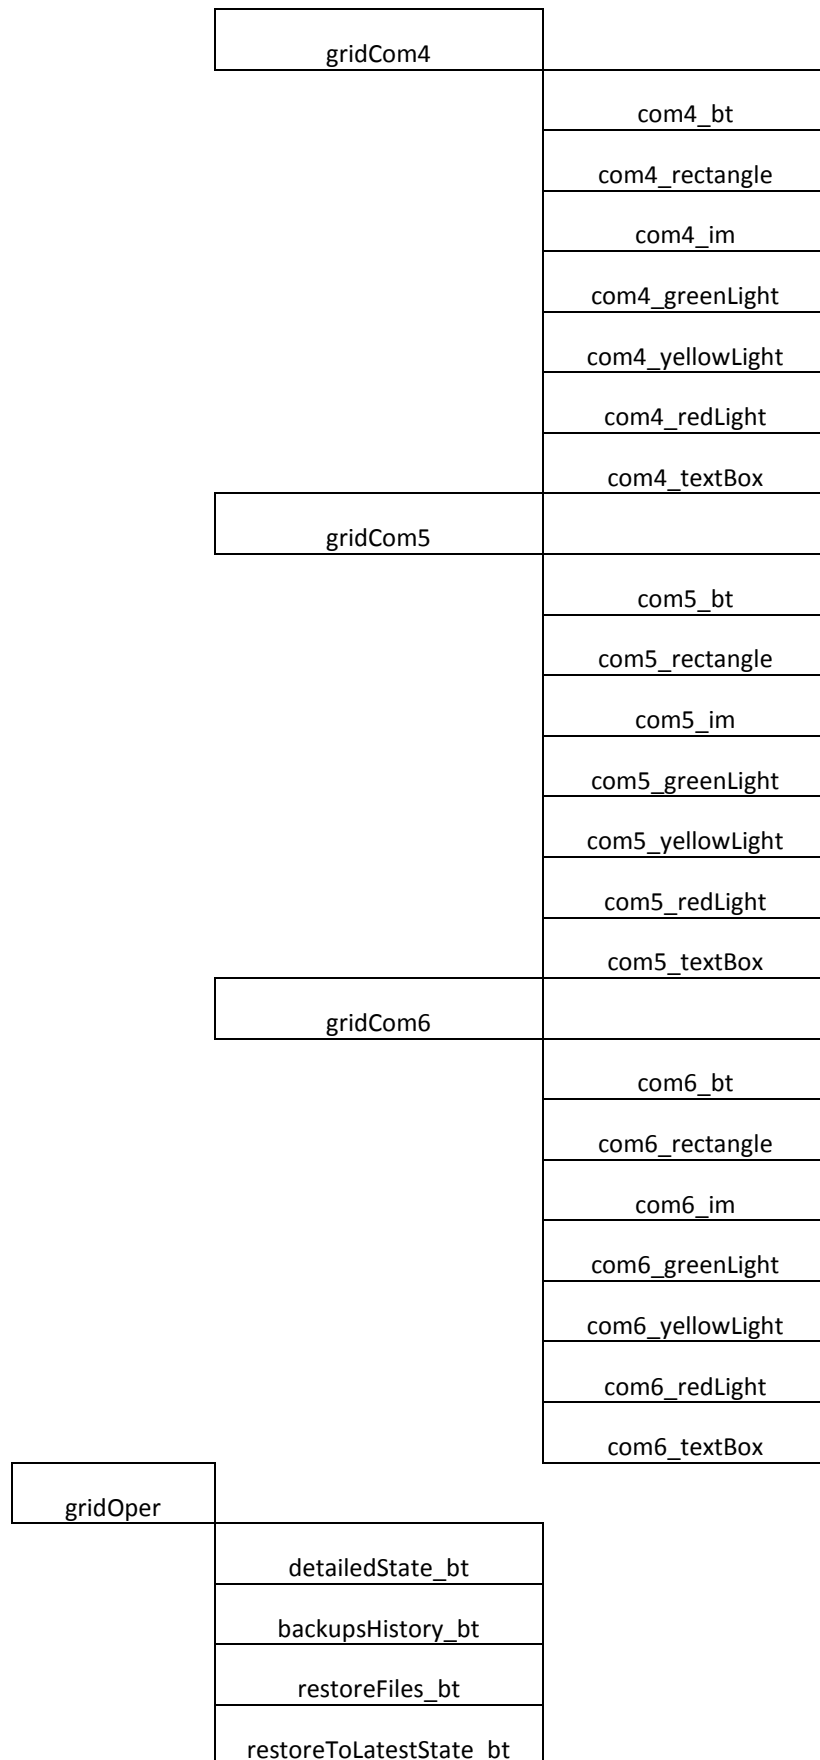 gridCom4
com4_bt
com4_rectangle
com4_im
com4_greenLight
com4_yellowLight
com4_redLight
com4_textBox
gridCom5
com5_bt
com5_rectangle
com5_im
com5_greenLight
com5_yellowLight
com5_redLight
com5_textBox
gridCom6
com6_bt
com6_rectangle
com6_im
com6_greenLight
com6_yellowLight
com6_redLight
com6_textBox
gridOper
detailedState_bt
backupsHistory_bt
restoreFiles_bt
restoreToLatestState_bt